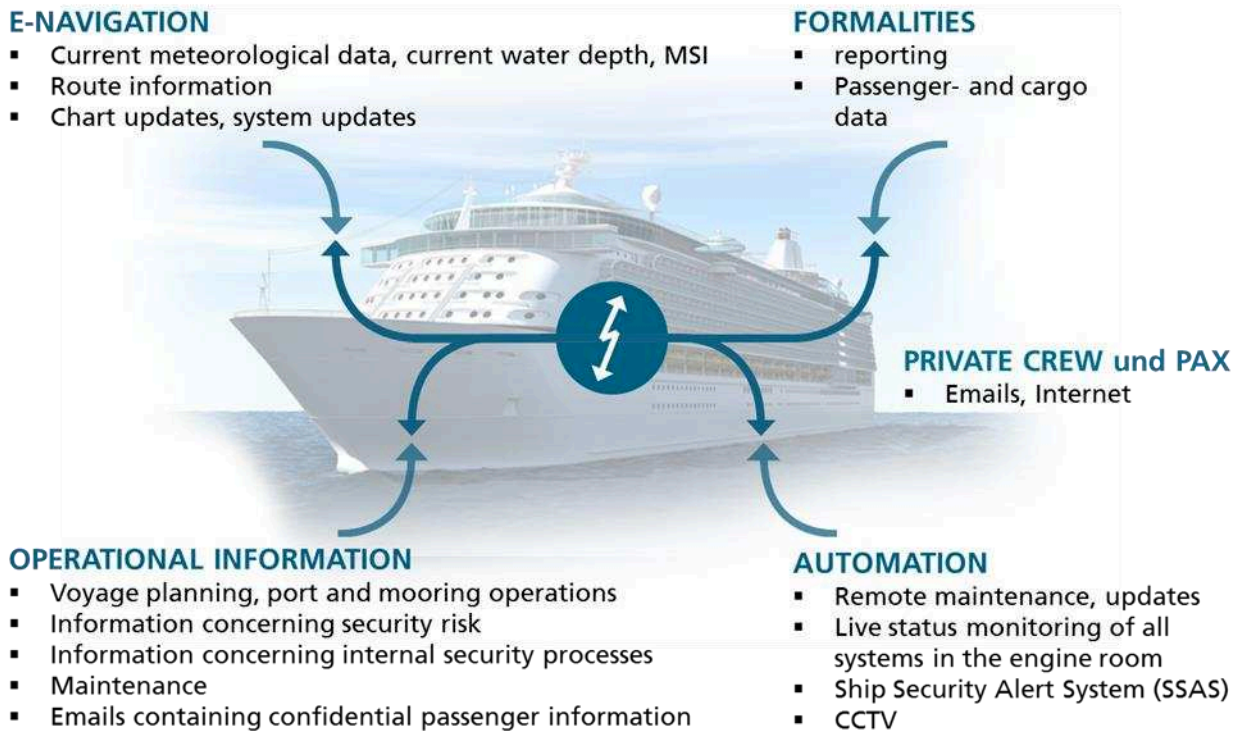 E-NAVIGATION
▪ Current meteorological data, current water depth, MSI
▪ Route information
▪ Chart updates, system updates
FORMALITIES
▪ reporting
▪ Passenger- and cargo
data
PRIVATE CREW und PAX
▪ Emails, Internet
OPERATIONAL INFORMATION
▪ Voyage planning, port and mooring operations
▪ Information concerning security risk
▪ Information concerning internal security processes
▪ Maintenance
▪ Emails containing confidential passenger information
AUTOMATION
▪ Remote maintenance, updates
▪ Live status monitoring of all
systems in the engine room
▪ Ship Security Alert System (SSAS)
▪ CCTV